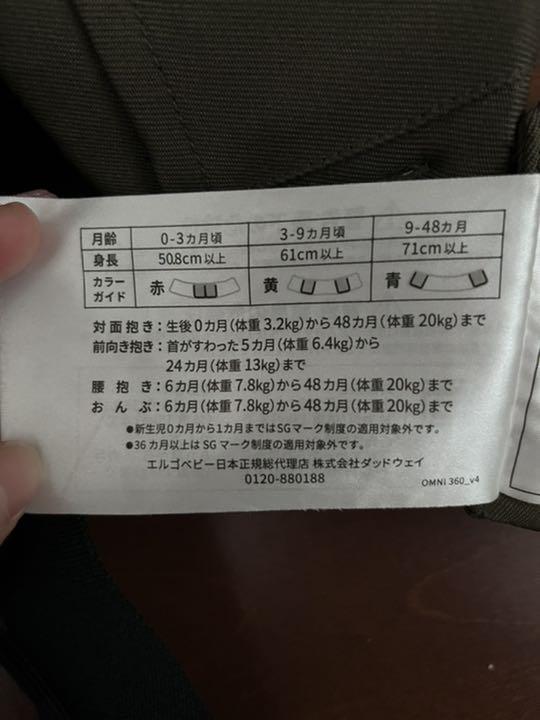 月齢 0-3カ月頃 3-9カ月頃 9-48カ月
身長 50.8cm以上 61cm以上 71cm以上
カラーガイド 赤 黄 青
対面抱き：生後0カ月（体重3.2kg）から48カ月（体重20kg）まで
前向き抱き：首がすわった5カ月（体重6.4kg）から
24カ月（体重13kg）まで
腰抱き：6カ月（体重7.8kg）から48カ月（体重20kg）まで
おんぶ：6カ月（体重7.8kg）から48カ月（体重20kg）まで
●新生児0カ月から1カ月まではSGマーク制度の適用対象外です。
●36カ月以上はSGマーク制度の適用対象外です。
エルゴベビー日本正規総代理店 株式会社ダッドウェイ
0120-880188
OMNI 360_v4